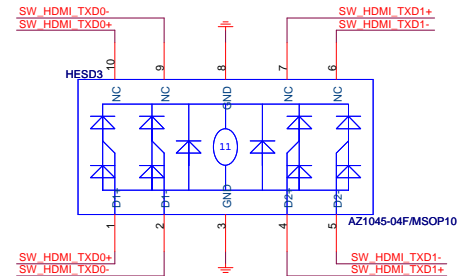 SW_HDMI_TXD0-
SW_HDMI_TXD1+
SW_HDMI_TXD0+
SW_HDMI_TXD1-
10
9
8
7
6
HESD3
NC
NC
GND
NC
NC
11
D1+
D1-
GND
D2+
D2-
AZ1045-04F/MSOP10
1
2
3
4
5
SW_HDMI_TXD0+
SW_HDMI_TXD1-
SW_HDMI_TXD0-
SW_HDMI_TXD1+